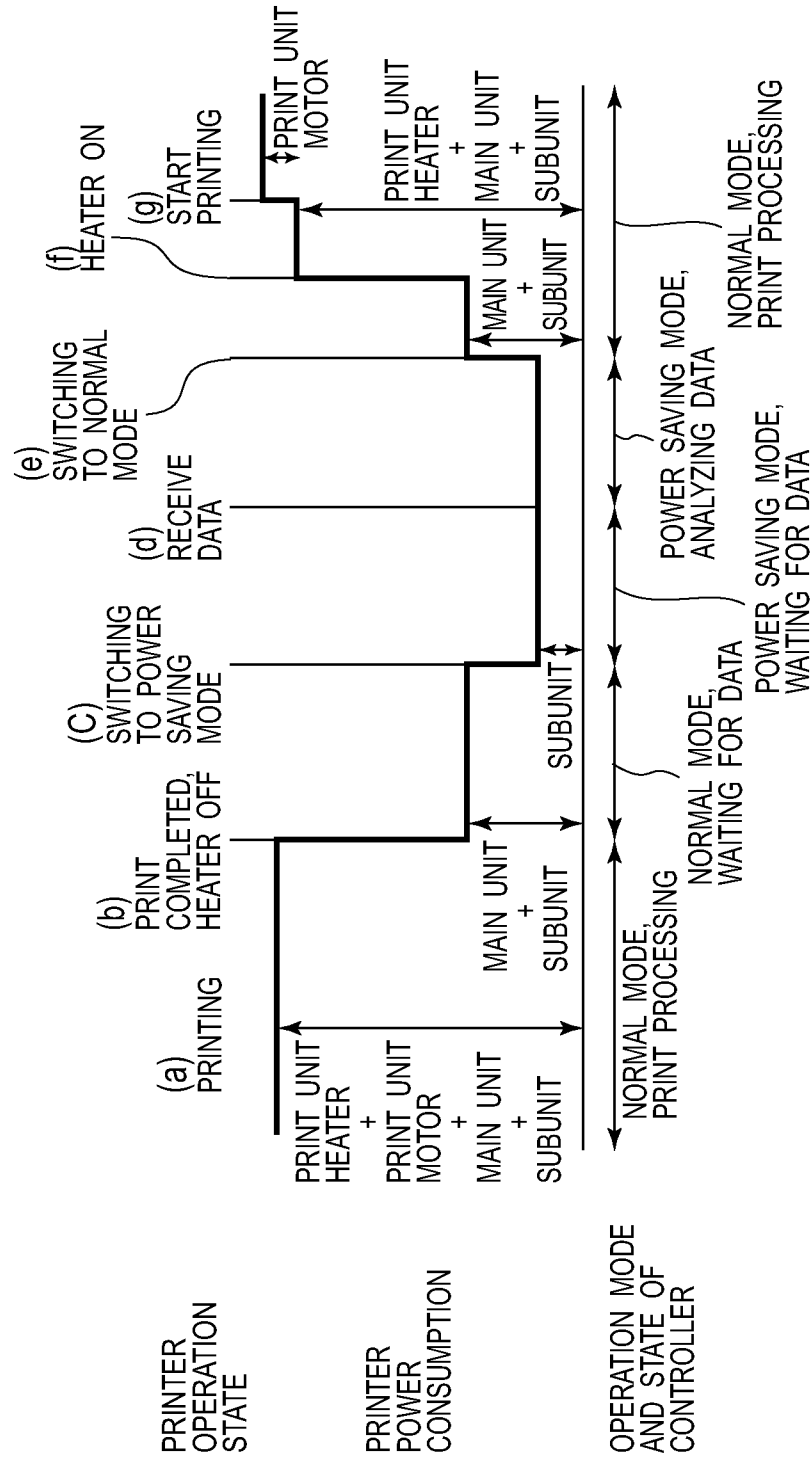 PRINTER
OPERATION
STATE
(a)
PRINTING
(b)
PRINT
COMPLETED,
HEATER OFF
(C)
SWITCHING
TO POWER
SAVING
MODE
(d)
RECEIVE
DATA
(e)
SWITCHING
TO NORMAL
MODE
(f)
HEATER ON
(g)
START
PRINTING
PRINTER
POWER
CONSUMPTION
PRINT UNIT
HEATER
+
PRINT UNIT
MOTOR
+
MAIN UNIT
+
SUBUNIT
MAIN UNIT
+
SUBUNIT
SUBUNIT
MAIN UNIT
+
SUBUNIT
PRINT UNIT
HEATER
+
MAIN UNIT
+
SUBUNIT
PRINT UNIT
MOTOR
OPERATION MODE
AND STATE OF
CONTROLLER
NORMAL MODE,
PRINT PROCESSING
NORMAL MODE,
WAITING FOR DATA
POWER SAVING MODE,
WAITING FOR DATA
POWER SAVING MODE,
ANALYZING DATA
NORMAL MODE,
PRINT PROCESSING